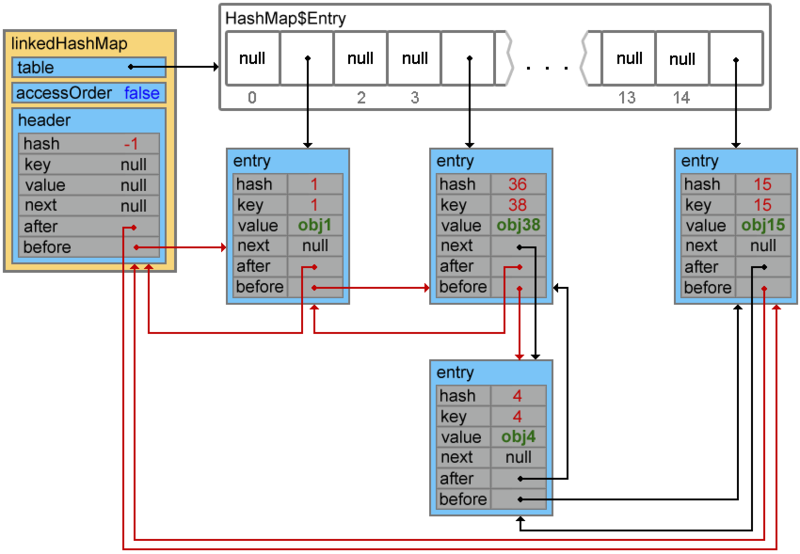 HashMap$Entry
null
null
null
. . .
null
null
0
2
3
13
14
linkedHashMap
table
accessOrder false
header
hash -1
key null
value null
next null
after
before
entry
hash 1
key 1
value obj1
next null
after
before
entry
hash 36
key 38
value obj38
next
after
before
entry
hash 15
key 15
value obj15
next null
after
before
entry
hash 4
key 4
value obj4
next null
after
before